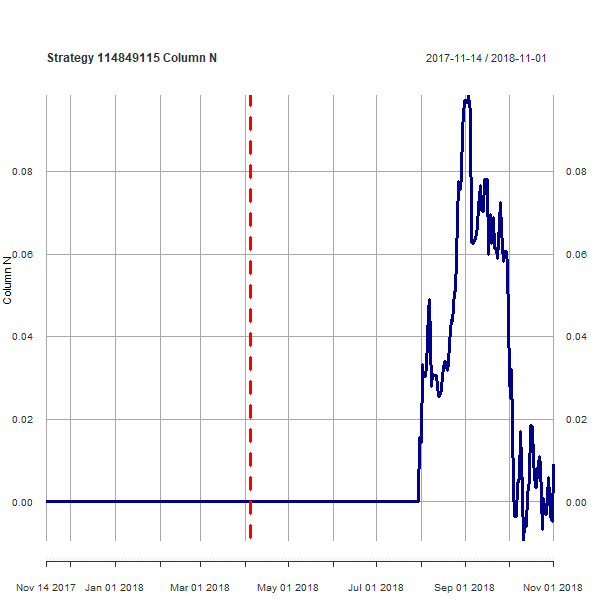 Strategy 114849115 Column N 2017-11-14 / 2018-11-01
0.08 0.08
0.06 0.06
0.04 0.04
0.02 0.02
0.00 0.00
Column N
Nov 14 2017 Jan 01 2018 Mar 01 2018 May 01 2018 Jul 01 2018 Sep 01 2018 Nov 01 2018